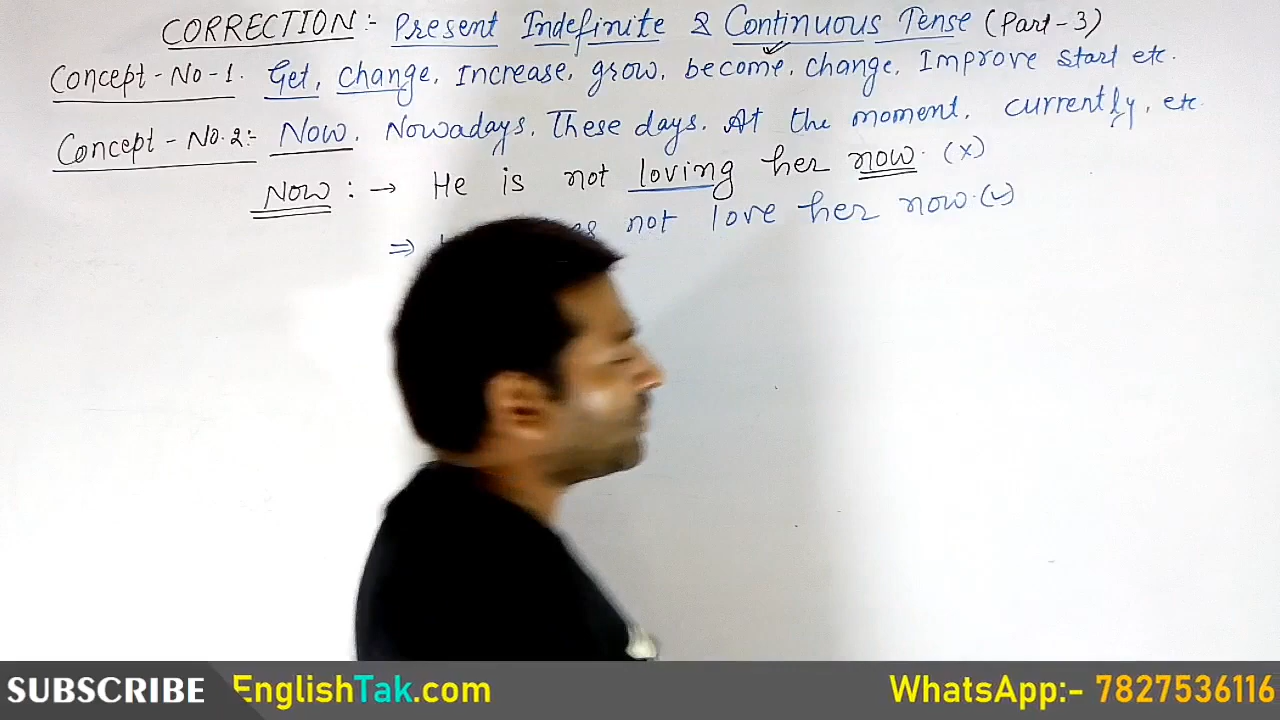 CORRECTION:- Present Indefinite & Continuous Tense (Part-3)
Concept-No-1. Get, change, Increase, grow, become, change, Improve start etc.
Concept-No.2:- Now, Nowadays, These days, At the moment, currently, etc
Now:→ He is not loving her now. (x)
⇒ not love her now. (✓)
SUBSCRIBE EnglishTak.com WhatsApp:- 7827536116